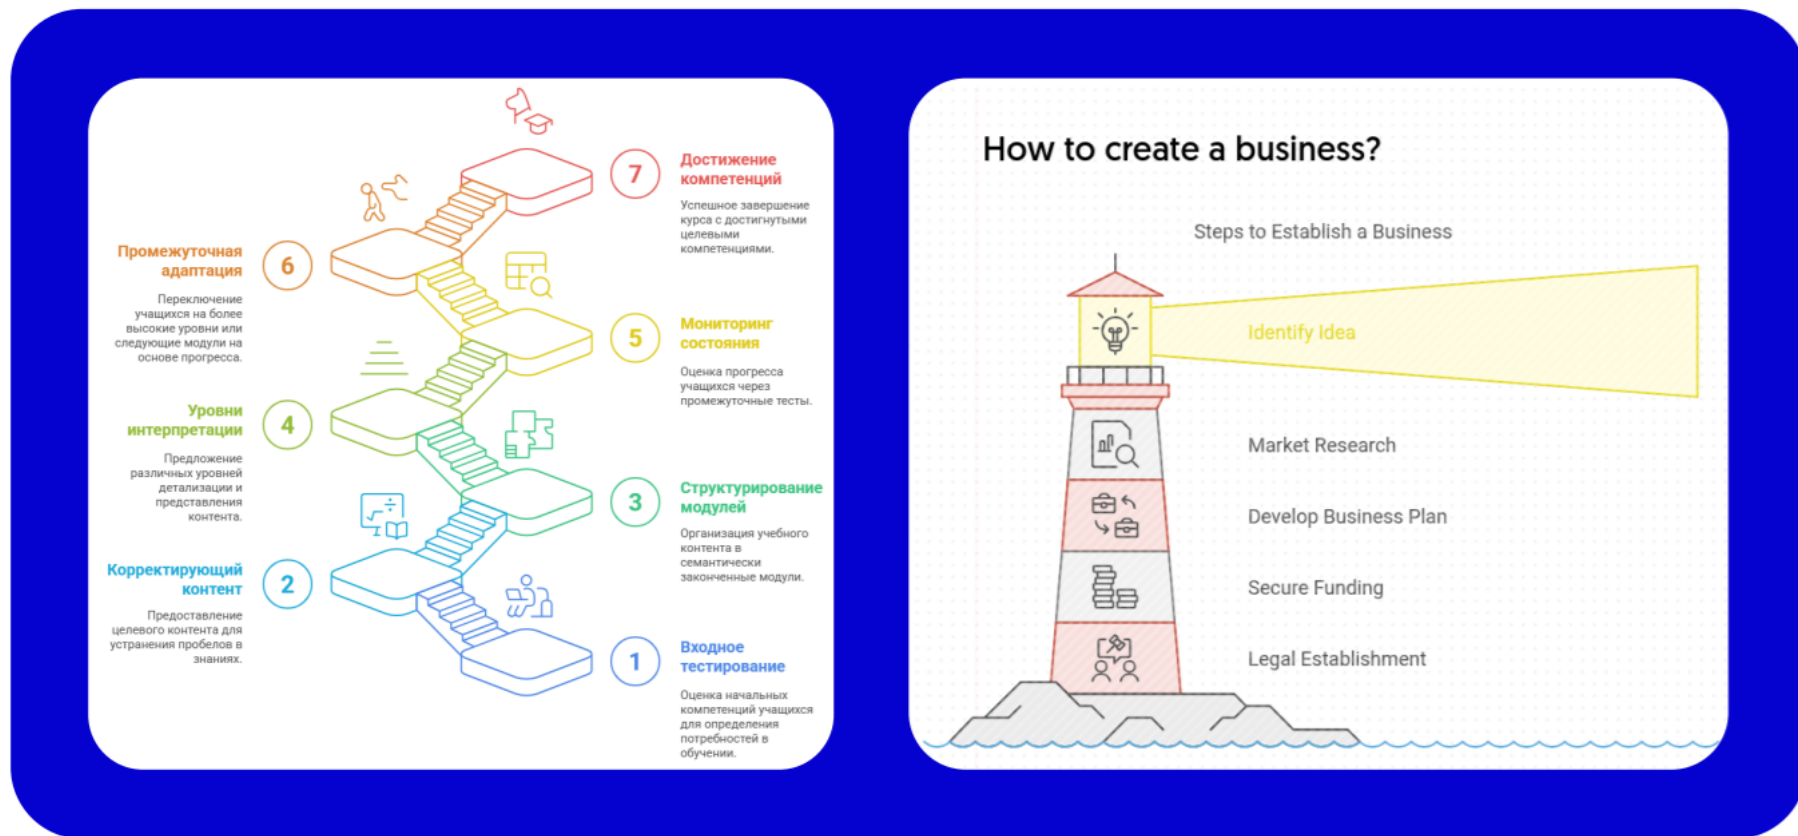 7
Достижение
компетенций
Успешное завершение
курса с достигнутыми
целевыми
компетенциями.
Промежуточная
адаптация
6
Переключение
учащихся на более
высокие уровни или
следующие модули на
основе прогресса.
5
Мониторинг
состояния
Оценка прогресса
учащихся через
промежуточные тесты.
Уровни
интерпретации
4
Предложение
различных уровней
детализации и
представления
контента.
3
Структурирование
модулей
Организация учебного
контента в
семантически
законченные модули.
Корректирующий
контент
2
Предоставление
целевого контента для
устранения пробелов в
знаниях.
1
Входное
тестирование
Оценка начальных
компетенций учащихся
для определения
потребностей в
обучении.
How to create a business?
Steps to Establish a Business
Identify Idea
Market Research
Develop Business Plan
Secure Funding
Legal Establishment